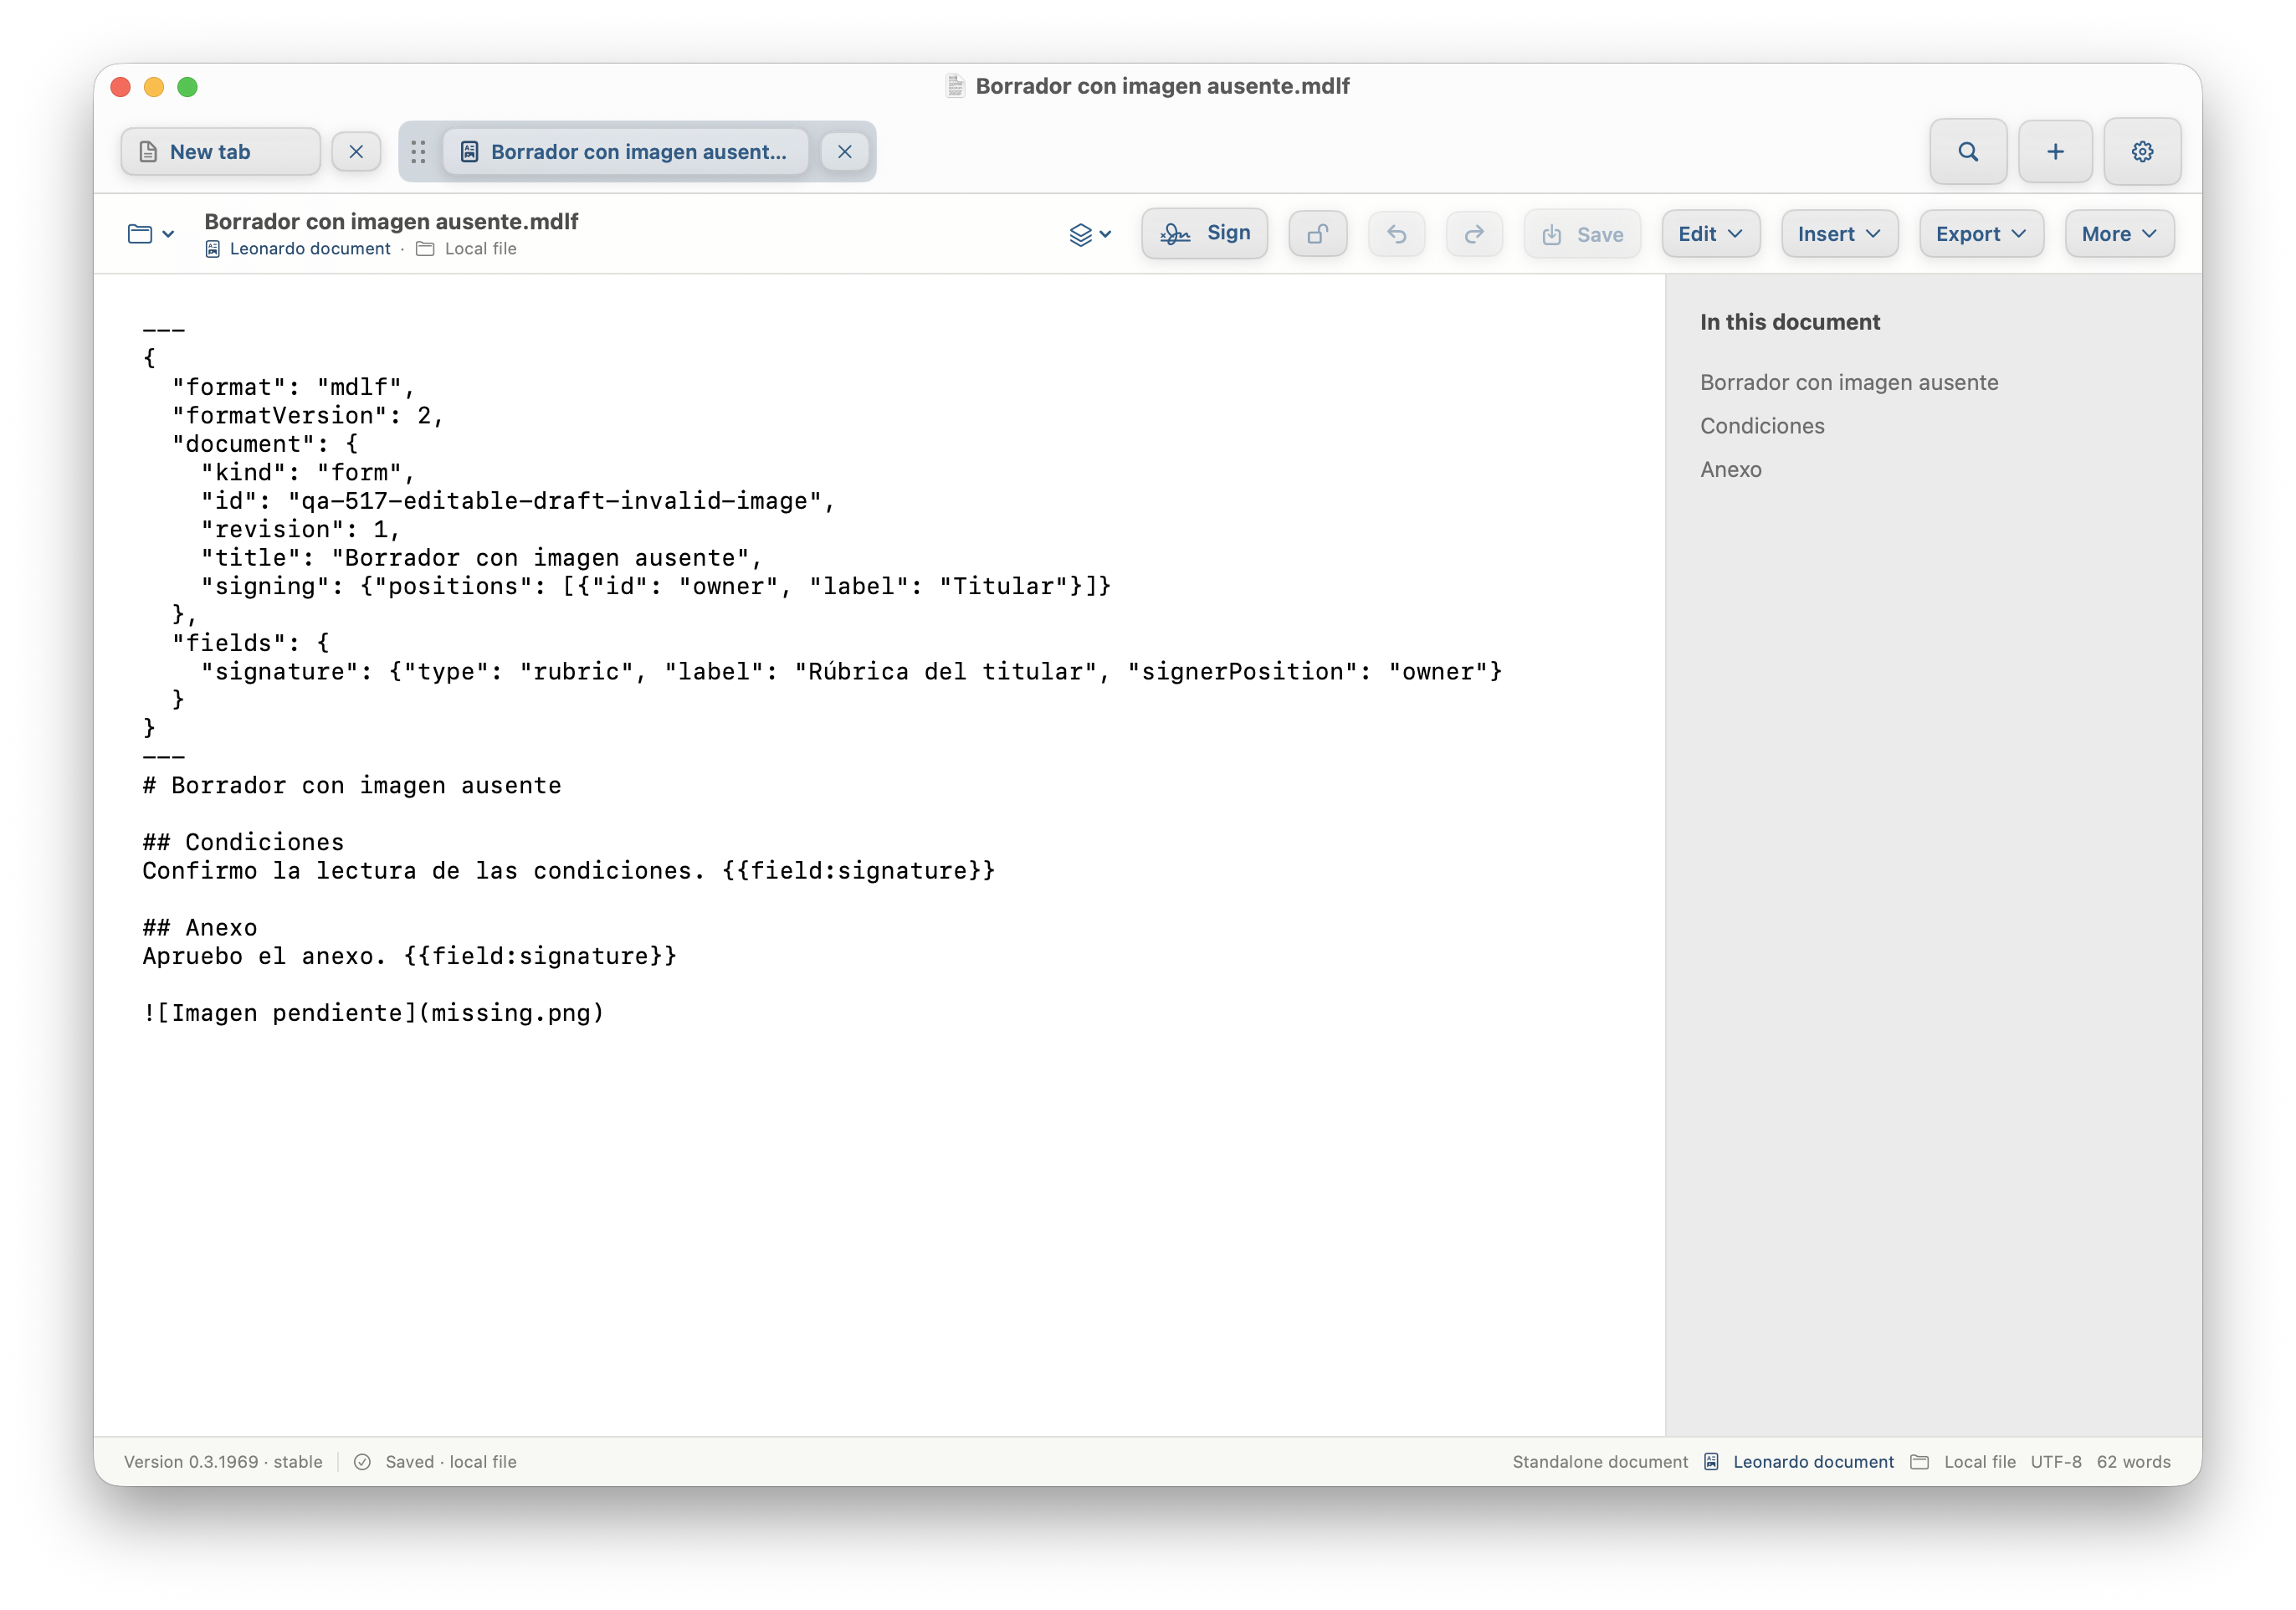 Borrador con imagen ausente.mdlf
New tab
Borrador con imagen ausent...
Borrador con imagen ausente.mdlf
Leonardo document · Local file
Sign
Save
Edit
Insert
Export
More
---
{
  "format": "mdlf",
  "formatVersion": 2,
  "document": {
    "kind": "form",
    "id": "qa-517-editable-draft-invalid-image",
    "revision": 1,
    "title": "Borrador con imagen ausente",
    "signing": {"positions": [{"id": "owner", "label": "Titular"}]}
  },
  "fields": {
    "signature": {"type": "rubric", "label": "Rúbrica del titular", "signerPosition": "owner"}
  }
}
---
# Borrador con imagen ausente

## Condiciones
Confirmo la lectura de las condiciones. {{field:signature}}

## Anexo
Apruebo el anexo. {{field:signature}}

![Imagen pendiente](missing.png)
In this document
Borrador con imagen ausente
Condiciones
Anexo
Version 0.3.1969 · stable
Saved · local file
Standalone document
Leonardo document
Local file
UTF-8
62 words